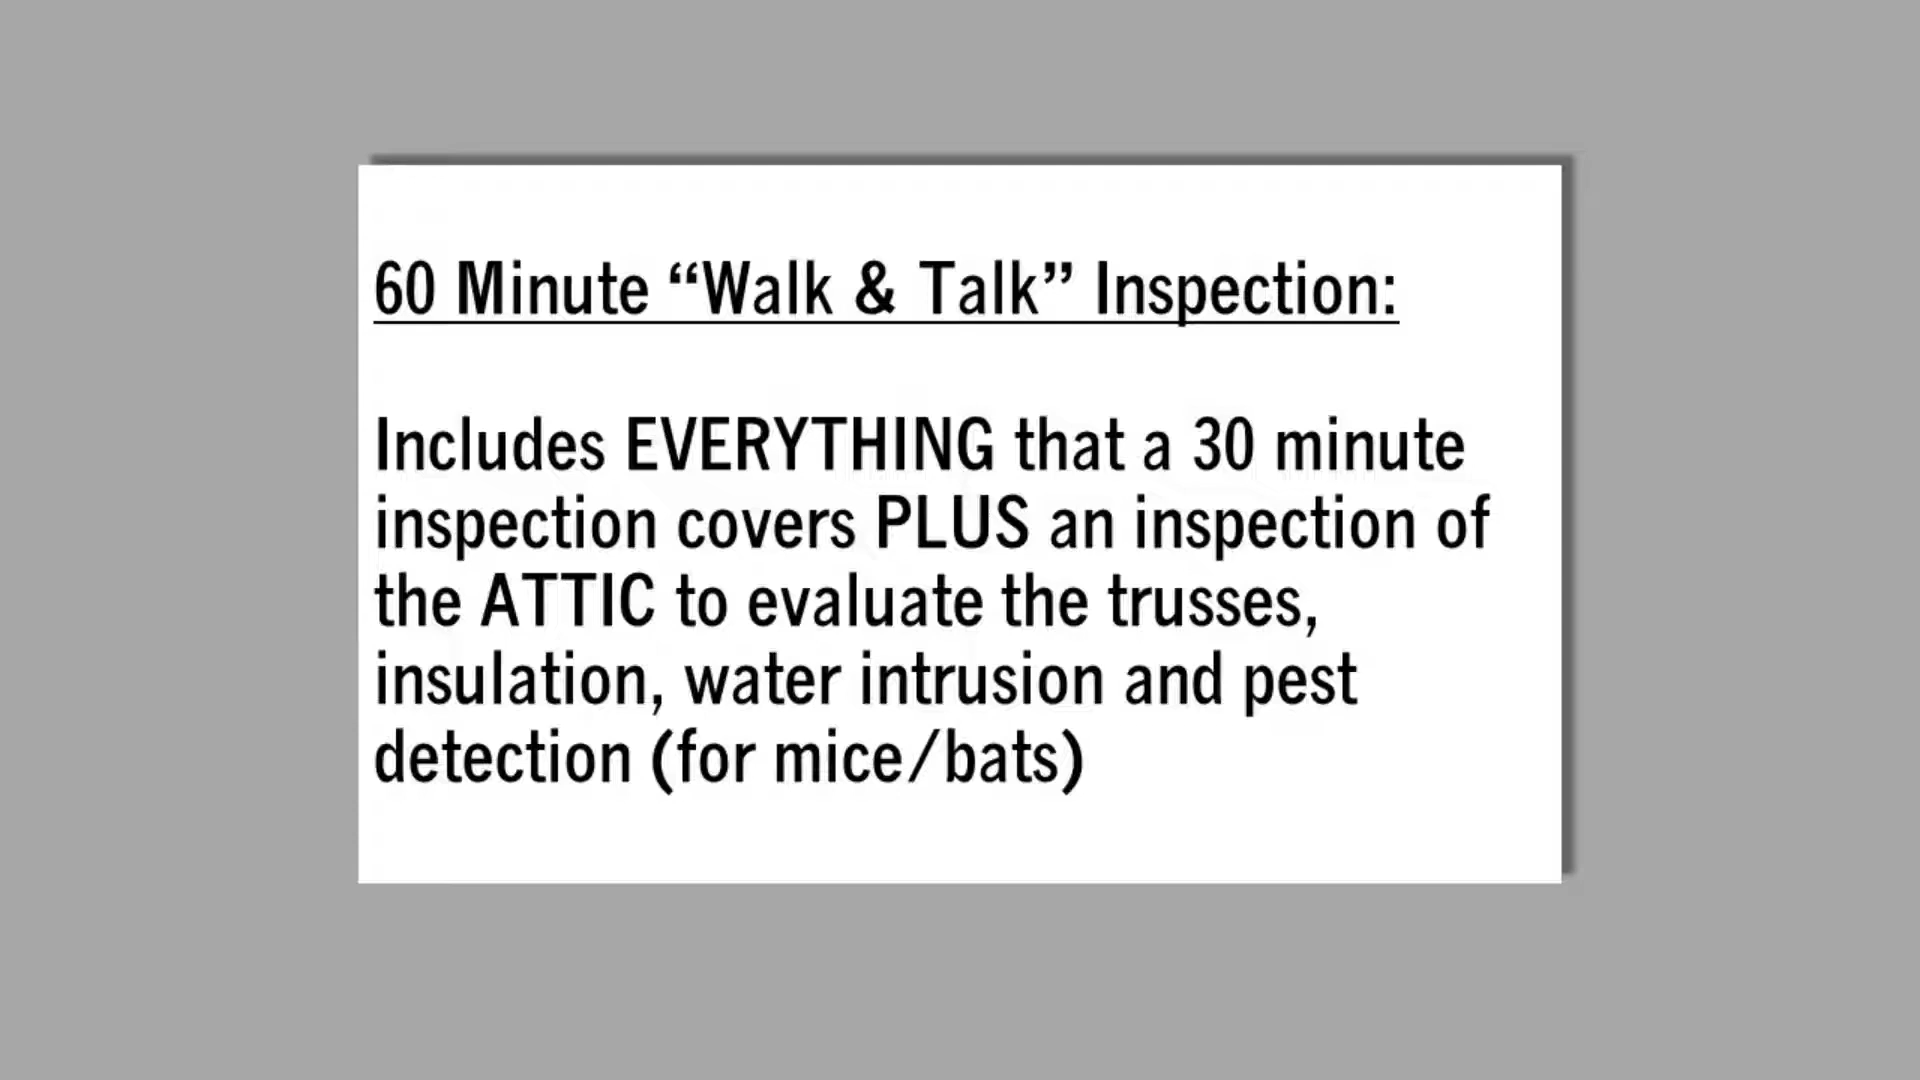 60 Minute “Walk & Talk” Inspection:
Includes EVERYTHING that a 30 minute
inspection covers PLUS an inspection of
the ATTIC to evaluate the trusses,
insulation, water intrusion and pest
detection (for mice/bats)